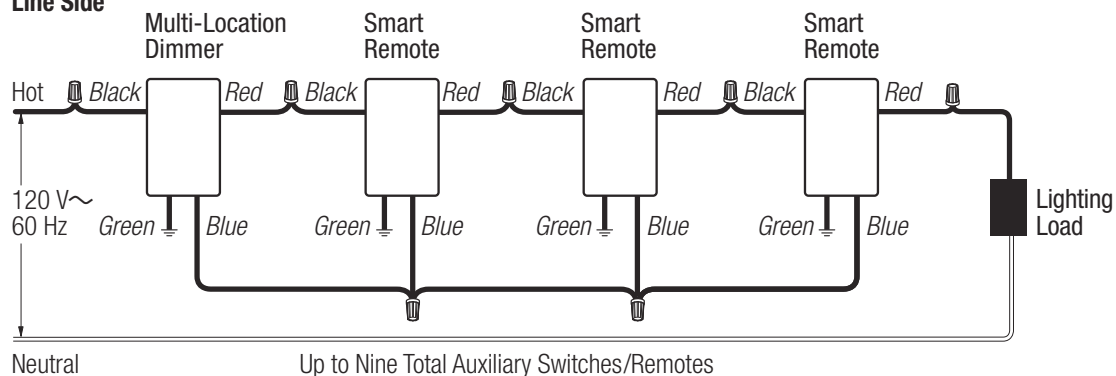 Line Side
Multi-Location Dimmer
Smart Remote
Smart Remote
Smart Remote
Hot
Black
Red
Black
Red
Black
Red
Black
Red
120 V~
60 Hz
Green
Blue
Green
Blue
Green
Blue
Green
Blue
Lighting
Load
Neutral
Up to Nine Total Auxiliary Switches/Remotes